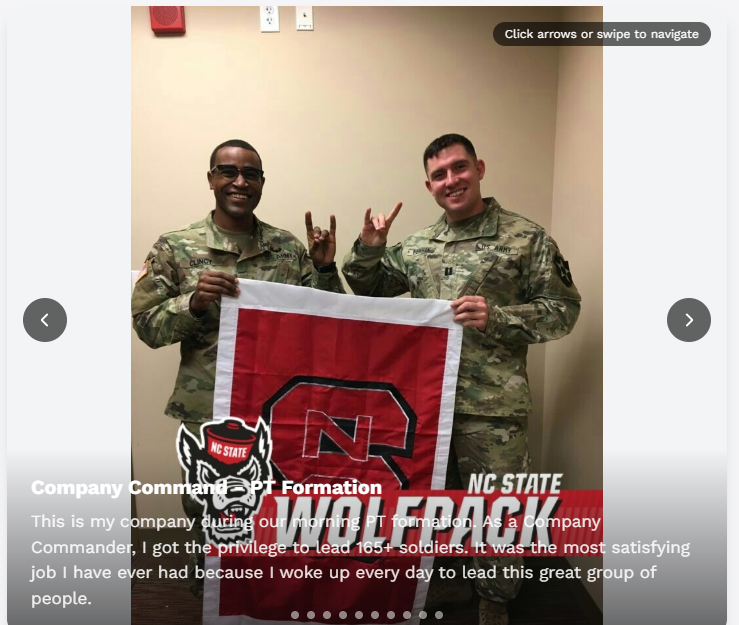 Click arrows or swipe to navigate
CLINCY
U.S. ARMY
NC STATE
NC STATE
WOLFPACK
Company Command - PT Formation
This is my company during our morning PT formation. As a Company
Commander, I got the privilege to lead 165+ soldiers. It was the most satisfying
job I have ever had because I woke up every day to lead this great group of
people.